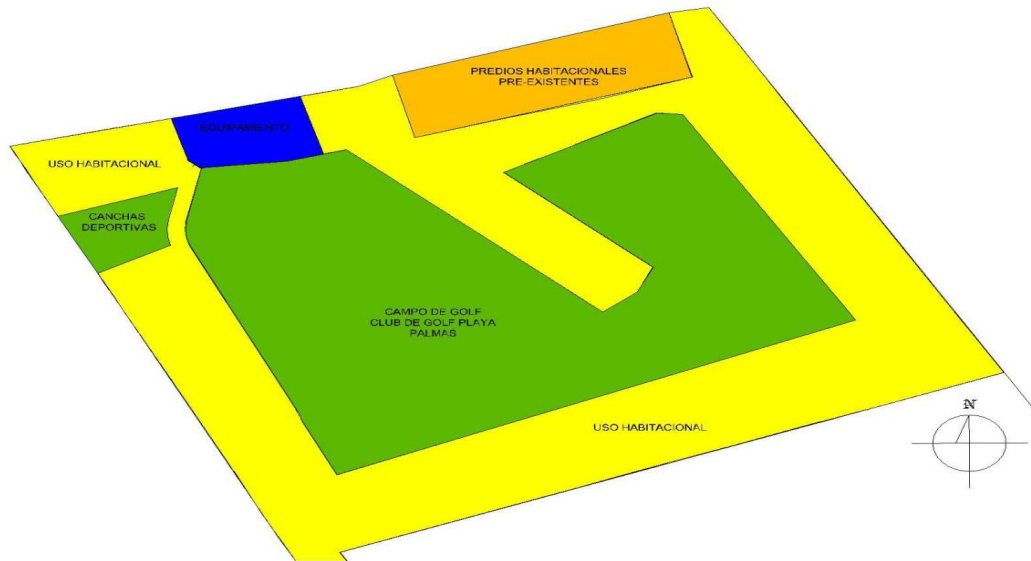 PREDIOS HABITACIONALES
PRE-EXISTENTES
EQUIPAMIENTO
USO HABITACIONAL
CANCHAS
DEPORTIVAS
CAMPO DE GOLF
CLUB DE GOLF PLAYA
PALMAS
USO HABITACIONAL
N